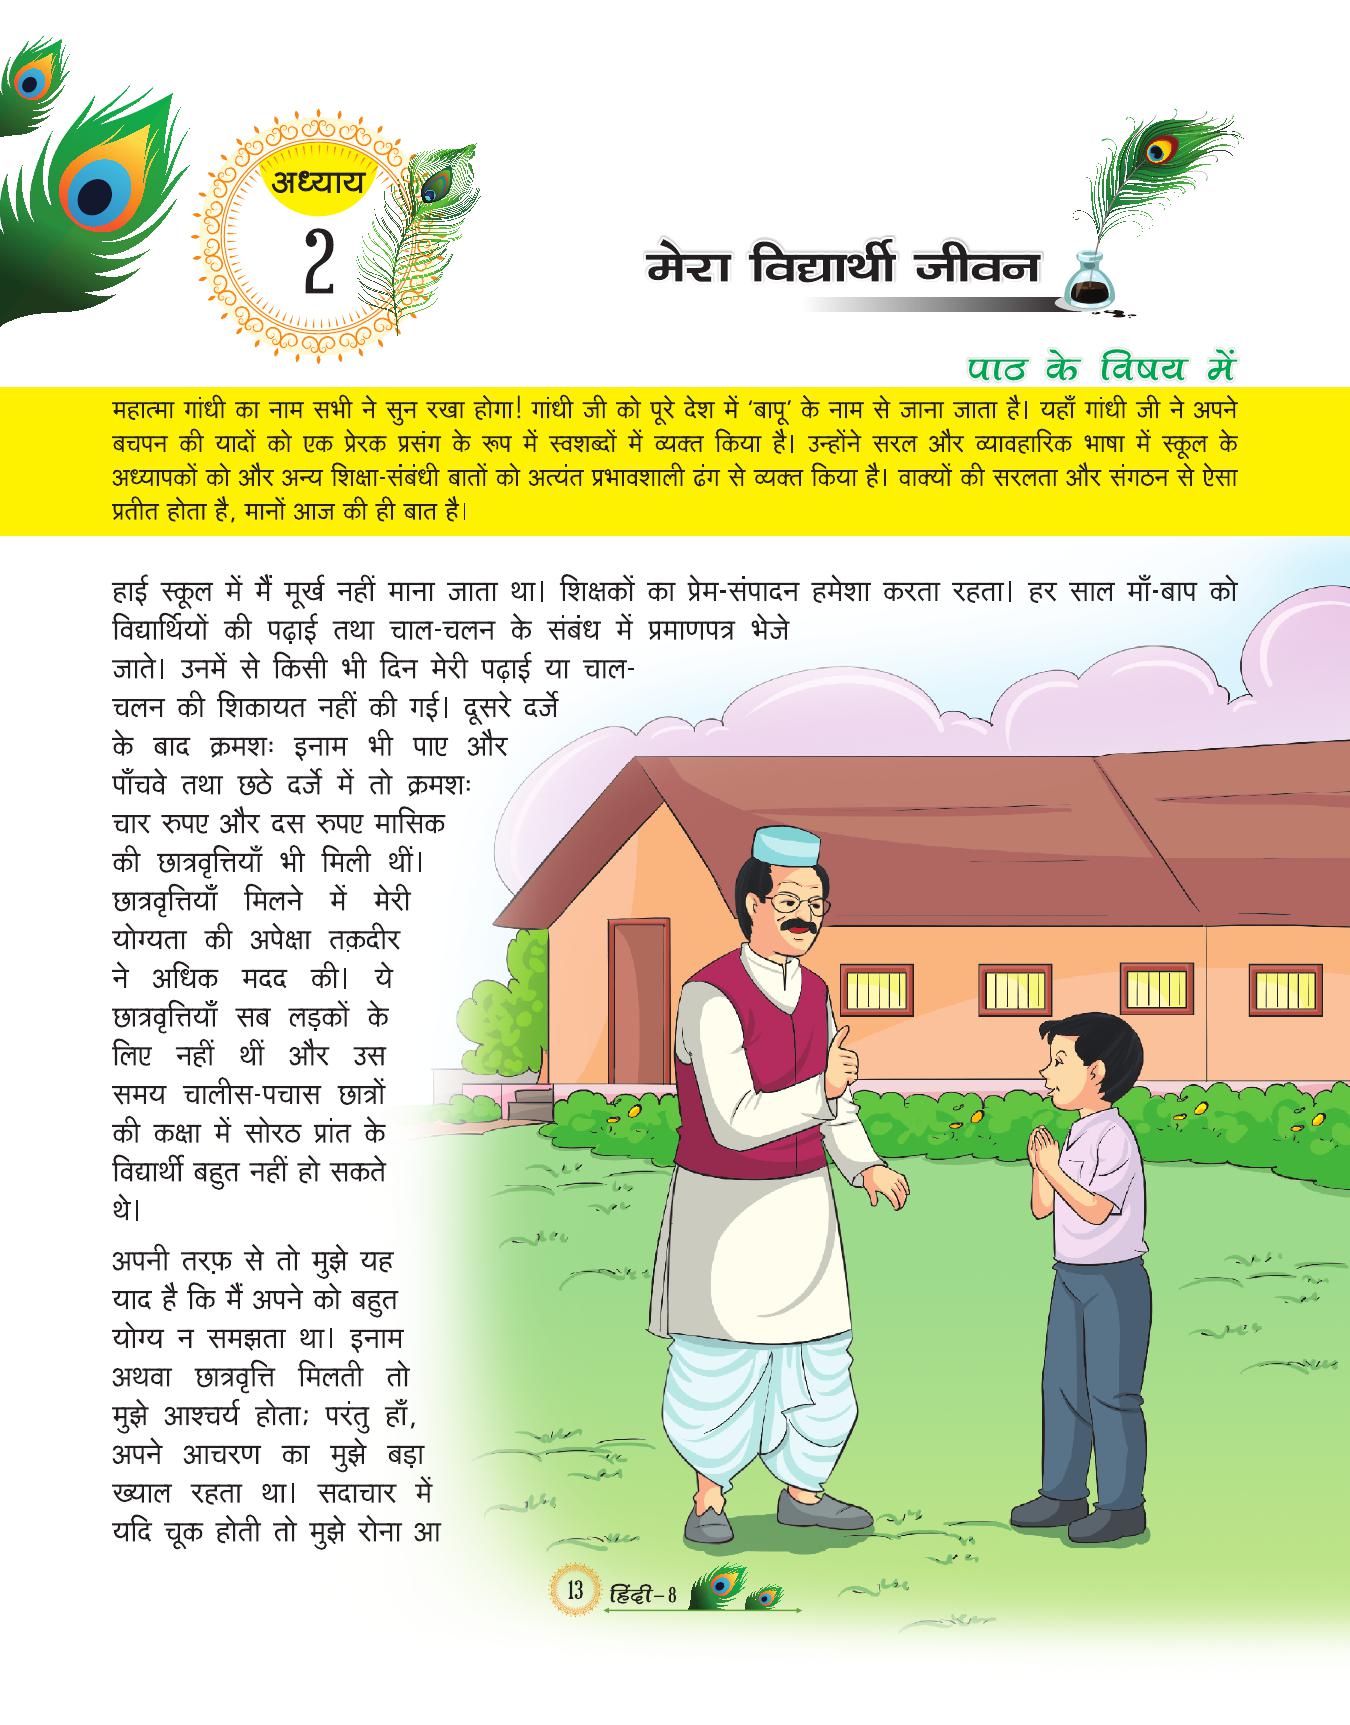 अध्याय
2
मेरा विद्यार्थी जीवन
पाठ के विषय में
महात्मा गांधी का नाम सभी ने सुन रखा होगा! गांधी जी को पूरे देश में ‘बापू’ के नाम से जाना जाता है। यहाँ गांधी जी ने अपने
बचपन की यादों को एक प्रेरक प्रसंग के रूप में स्वशब्दों में व्यक्त किया है। उन्होंने सरल और व्यावहारिक भाषा में स्कूल के
अध्यापकों को और अन्य शिक्षा-संबंधी बातों को अत्यंत प्रभावशाली ढंग से व्यक्त किया है। वाक्यों की सरलता और संगठन से ऐसा
प्रतीत होता है, मानों आज की ही बात है।
हाई स्कूल में मैं मूर्ख नहीं माना जाता था। शिक्षकों का प्रेम-संपादन हमेशा करता रहता। हर साल माँ-बाप को
विद्यार्थियों की पढ़ाई तथा चाल-चलन के संबंध में प्रमाणपत्र भेजे
जाते। उनमें से किसी भी दिन मेरी पढ़ाई या चाल-
चलन की शिकायत नहीं की गई। दूसरे दर्जे
के बाद क्रमशः इनाम भी पाए और
पाँचवे तथा छठे दर्जे में तो क्रमशः
चार रुपए और दस रुपए मासिक
की छात्रवृत्तियाँ भी मिली थीं।
छात्रवृत्तियाँ मिलने में मेरी
योग्यता की अपेक्षा तक़दीर
ने अधिक मदद की। ये
छात्रवृत्तियाँ सब लड़कों के
लिए नहीं थीं और उस
समय चालीस-पचास छात्रों
की कक्षा में सोरठ प्रांत के
विद्यार्थी बहुत नहीं हो सकते
थे।
अपनी तरफ़ से तो मुझे यह
याद है कि मैं अपने को बहुत
योग्य न समझता था। इनाम
अथवा छात्रवृत्ति मिलती तो
मुझे आश्चर्य होता; परंतु हाँ,
अपने आचरण का मुझे बड़ा
ख्याल रहता था। सदाचार में
यदि चूक होती तो मुझे रोना आ
13 हिंदी–8